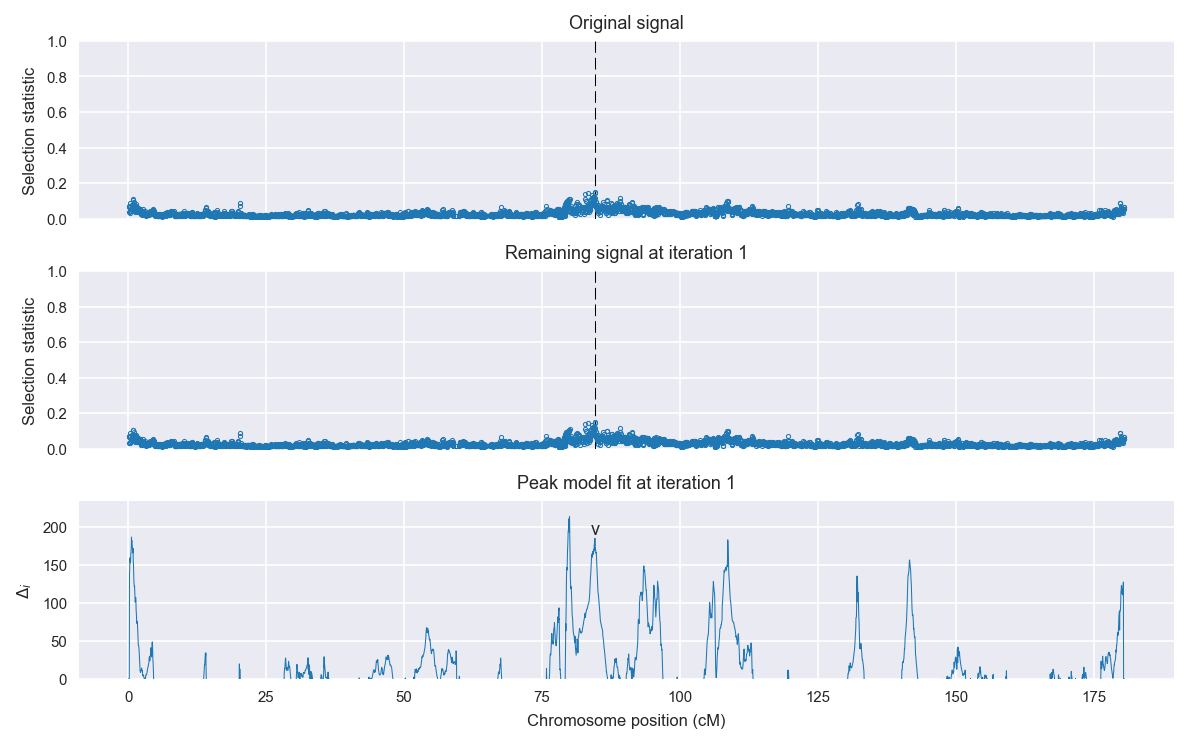 Original signal
1.0
0.8
0.6
0.4
0.2
0.0
Selection statistic
Remaining signal at iteration 1
1.0
0.8
0.6
0.4
0.2
0.0
Selection statistic
Peak model fit at iteration 1
v
200
150
100
50
0
Δi
0 25 50 75 100 125 150 175
Chromosome position (cM)